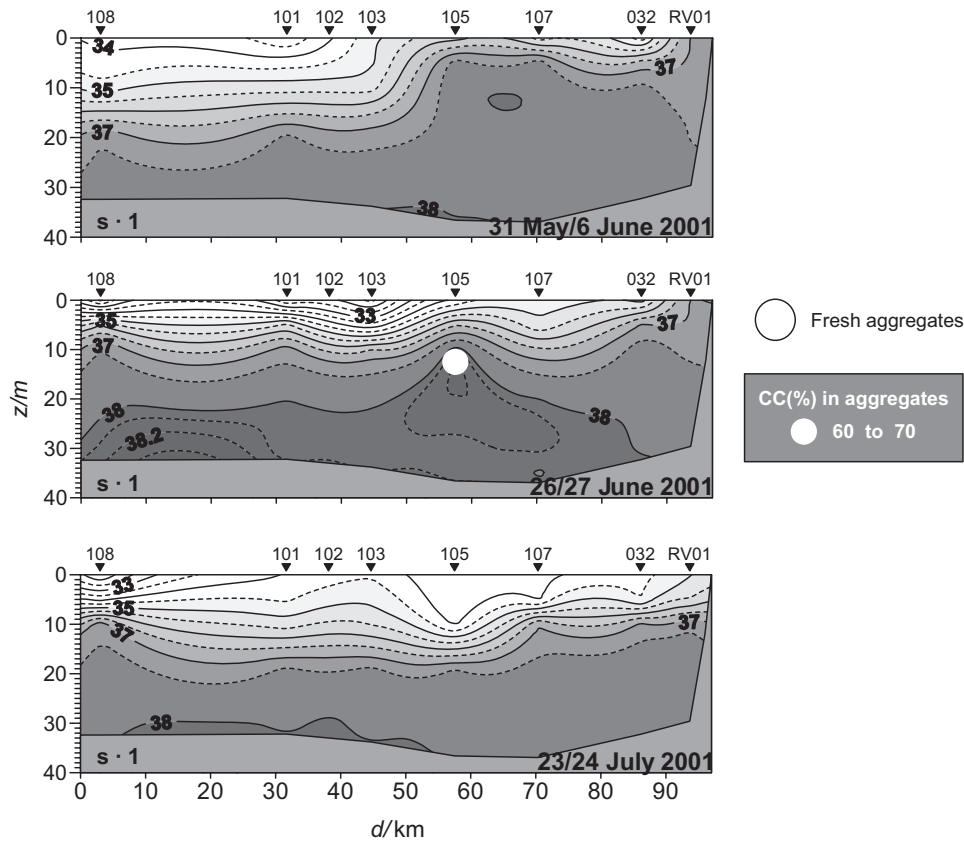 108 101 102 103 105 107 032 RV01
0
34
37
10
35
20
37
30
38
40
s · 1
31 May/6 June 2001
108 101 102 103 105 107 032 RV01
0
35
33
37
10
37
20
38
38
30
38.2
40
s · 1
26/27 June 2001
z/m
Fresh aggregates
CC(%) in aggregates
60 to 70
108 101 102 103 105 107 032 RV01
0
33
35
10
37
37
20
30
38
40
s · 1
23/24 July 2001
0 10 20 30 40 50 60 70 80 90
d/km